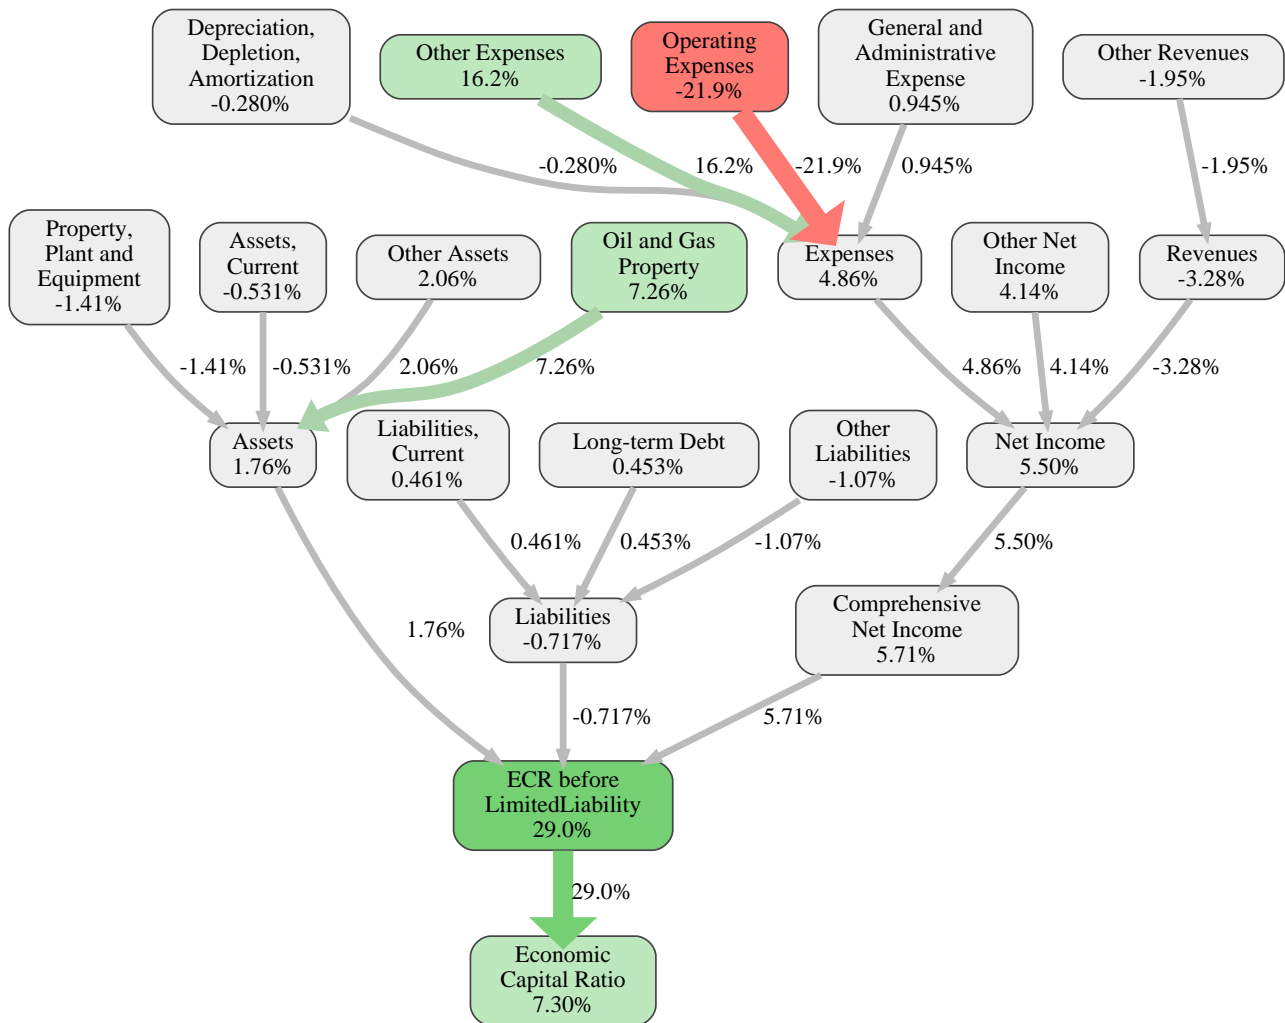 Depreciation,
Depletion,
Amortization
-0.280%
Other Expenses
16.2%
Operating
Expenses
-21.9%
General and
Administrative
Expense
0.945%
Other Revenues
-1.95%
-0.280%
16.2%
-21.9%
0.945%
-1.95%
Property,
Plant and
Equipment
-1.41%
Assets,
Current
-0.531%
Other Assets
2.06%
Oil and Gas
Property
7.26%
Expenses
4.86%
Other Net
Income
4.14%
Revenues
-3.28%
-1.41%
-0.531%
2.06%
7.26%
4.86%
4.14%
-3.28%
Assets
1.76%
Liabilities,
Current
0.461%
Long-term Debt
0.453%
Other
Liabilities
-1.07%
Net Income
5.50%
0.461%
0.453%
-1.07%
5.50%
1.76%
Liabilities
-0.717%
Comprehensive
Net Income
5.71%
-0.717%
5.71%
ECR before
LimitedLiability
29.0%
29.0%
Economic
Capital Ratio
7.30%